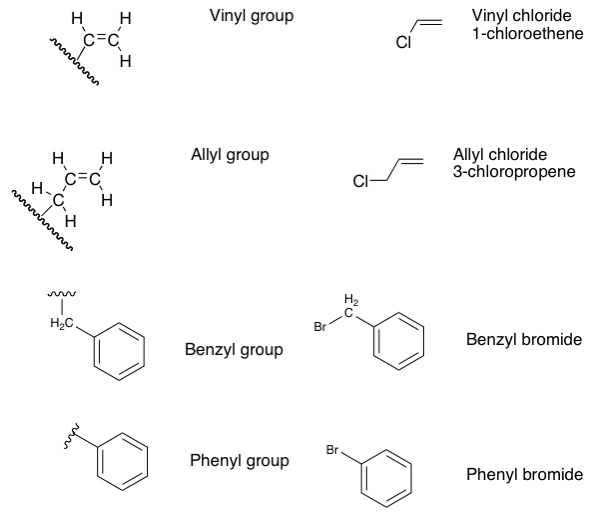 H H
C=C
H
Vinyl group
Cl
Vinyl chloride
1-chloroethene
H H
C=C
H
H
C
H
Allyl group
Cl
Allyl chloride
3-chloropropene
H₂C
Benzyl group
H₂
C
Br
Benzyl bromide
Phenyl group
Br
Phenyl bromide